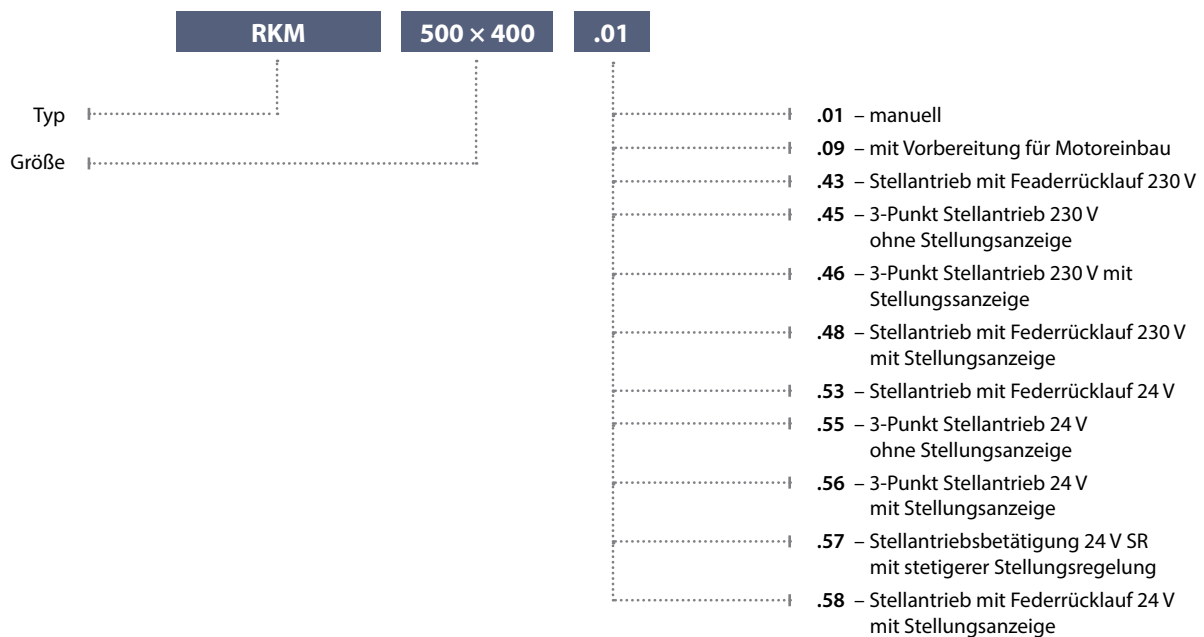 RKM 500 × 400 .01
Typ
Größe
.01 – manuell
.09 – mit Vorbereitung für Motoreinbau
.43 – Stellantrieb mit Feaderrücklauf 230 V
.45 – 3-Punkt Stellantrieb 230 V
ohne Stellungsanzeige
.46 – 3-Punkt Stellantrieb 230 V mit
Stellungssanzeige
.48 – Stellantrieb mit Federrücklauf 230 V
mit Stellungsanzeige
.53 – Stellantrieb mit Federrücklauf 24 V
.55 – 3-Punkt Stellantrieb 24 V
ohne Stellungsanzeige
.56 – 3-Punkt Stellantrieb 24 V
mit Stellungsanzeige
.57 – Stellantriebsbetätigung 24 V SR
mit stetigerer Stellungsregelung
.58 – Stellantrieb mit Federrücklauf 24 V
mit Stellungsanzeige